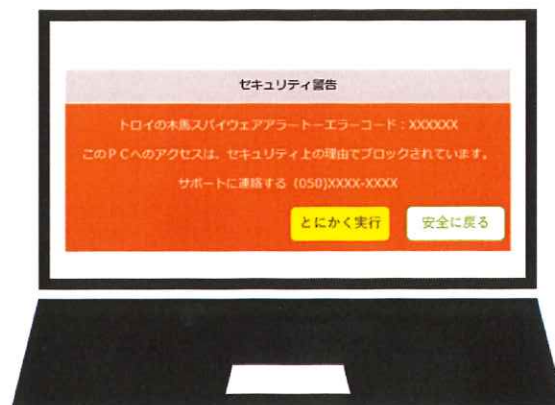 セキュリティ警告
トロイの木馬スパイウェアアラートーエラーコード：XXXXXX
このＰＣへのアクセスは、セキュリティ上の理由でブロックされています。
サポートに連絡する (050)XXXX-XXXX
とにかく実行 安全に戻る